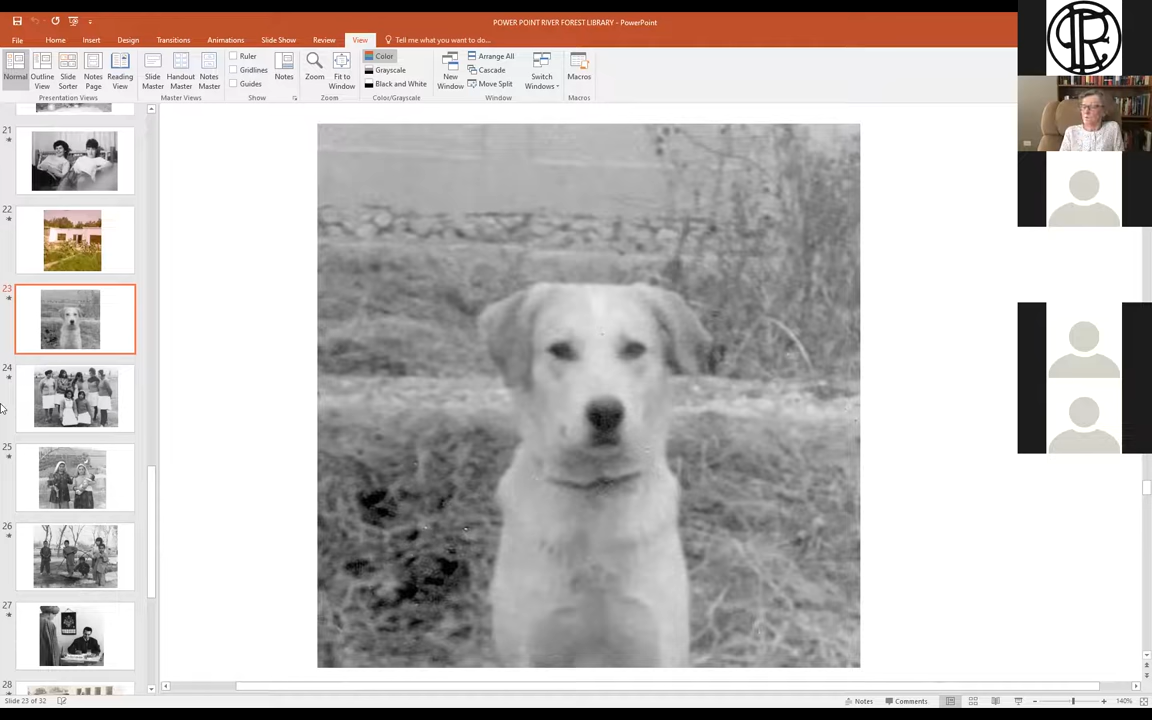 POWER POINT RIVER FOREST LIBRARY - PowerPoint
File Home Insert Design Transitions Animations Slide Show Review View Tell me what you want to do...
Normal Outline View Slide Sorter Notes Page Reading View
Presentation Views
Slide Master Handout Master Notes Master
Master Views
Ruler
Gridlines
Guides
Notes
Show
Zoom Fit to Window
Zoom
Color
Grayscale
Black and White
Color/Grayscale
New Window
Arrange All
Cascade
Move Split
Switch Windows
Window
Macros
Macros
21
22
23
24
25
26
27
28
Slide 23 of 32
Notes Comments 140%